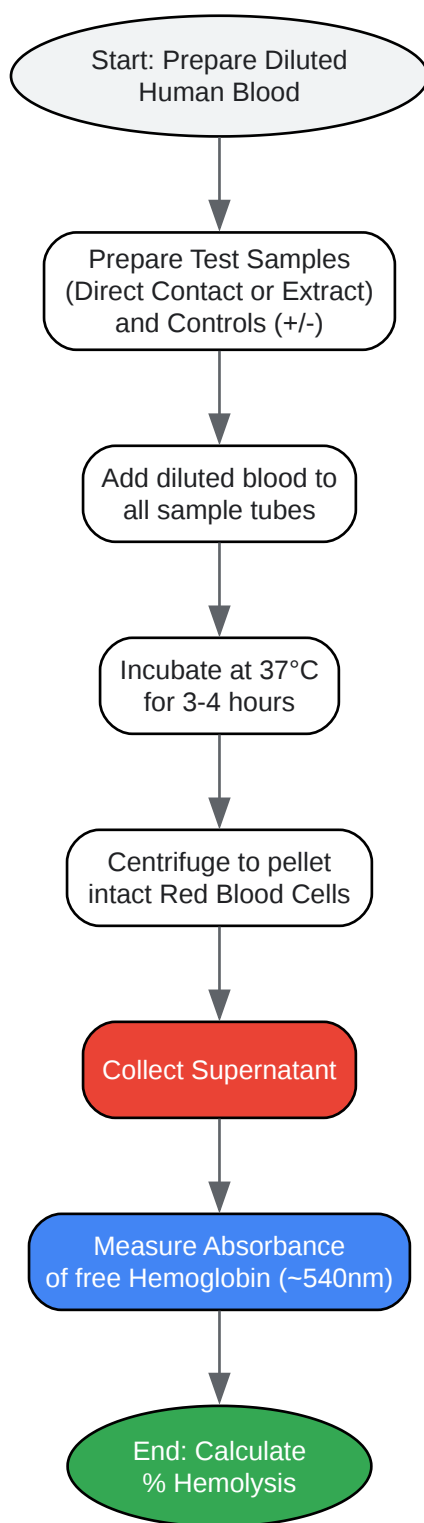 Start: Prepare Diluted
Human Blood
Prepare Test Samples
(Direct Contact or Extract)
and Controls (+/-)
Add diluted blood to
all sample tubes
Incubate at 37°C
for 3-4 hours
Centrifuge to pellet
intact Red Blood Cells
Collect Supernatant
Measure Absorbance
of free Hemoglobin (~540nm)
End: Calculate
% Hemolysis